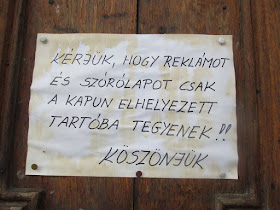 KÉRJÜK, HOGY REKLÁMOT
ÉS SZÓRÓLAPOT CSAK
A KAPUN ELHELYEZETT
TARTÓBA TEGYENEK!!
KÖSZÖNJÜK